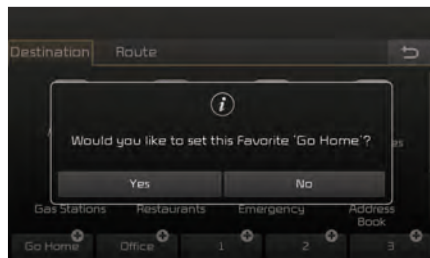 Destination Route
Would you like to set this Favorite 'Go Home'?
Yes No
Gas Stations Restaurants Emergency Address Book
Go Home Office 1 2 3